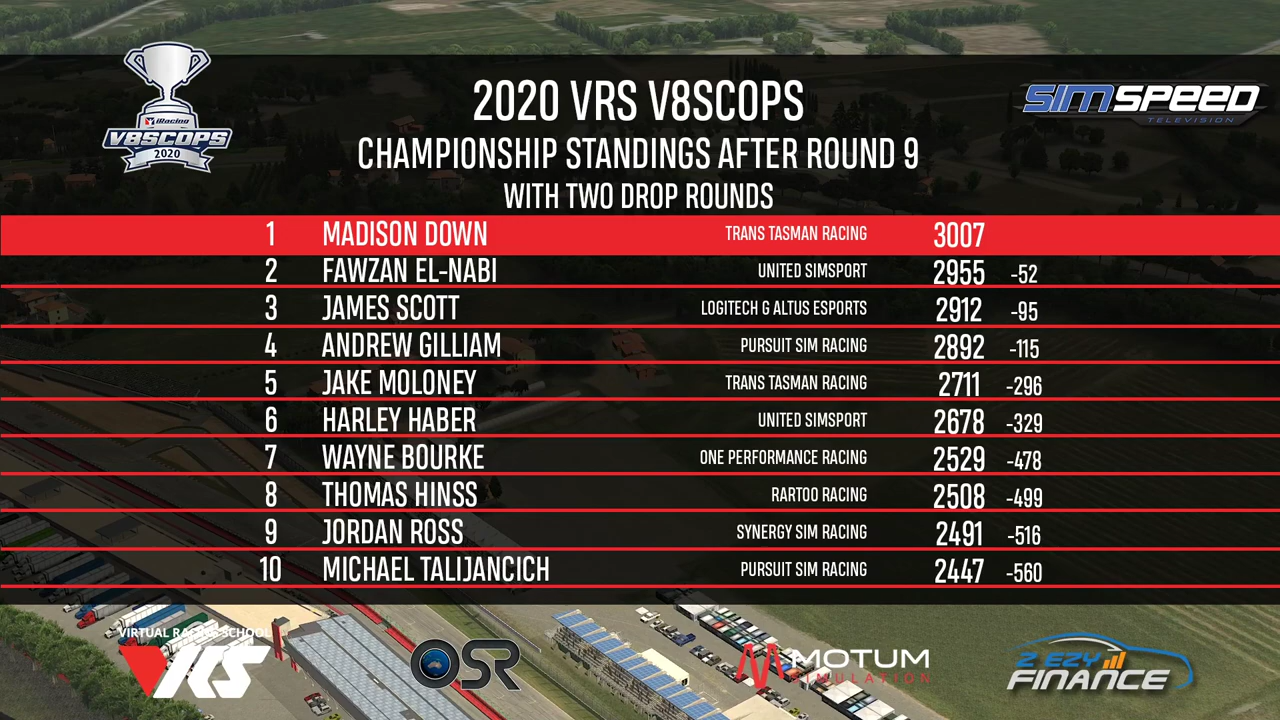 iRacing
V8SCOPS
2020
2020 VRS V8SCOPS
CHAMPIONSHIP STANDINGS AFTER ROUND 9
WITH TWO DROP ROUNDS
SIMSPEED
TELEVISION
1 MADISON DOWN TRANS TASMAN RACING 3007
2 FAWZAN EL-NABI UNITED SIMSPORT 2955 -52
3 JAMES SCOTT LOGITECH G ALTUS ESPORTS 2912 -95
4 ANDREW GILLIAM PURSUIT SIM RACING 2892 -115
5 JAKE MOLONEY TRANS TASMAN RACING 2711 -296
6 HARLEY HABER UNITED SIMSPORT 2678 -329
7 WAYNE BOURKE ONE PERFORMANCE RACING 2529 -478
8 THOMAS HINSS RARTOO RACING 2508 -499
9 JORDAN ROSS SYNERGY SIM RACING 2491 -516
10 MICHAEL TALIJANCICH PURSUIT SIM RACING 2447 -560
VIRTUAL RACING SCHOOL
VRS
OSR
MOTUM
SIMULATION
2 EZY
FINANCE